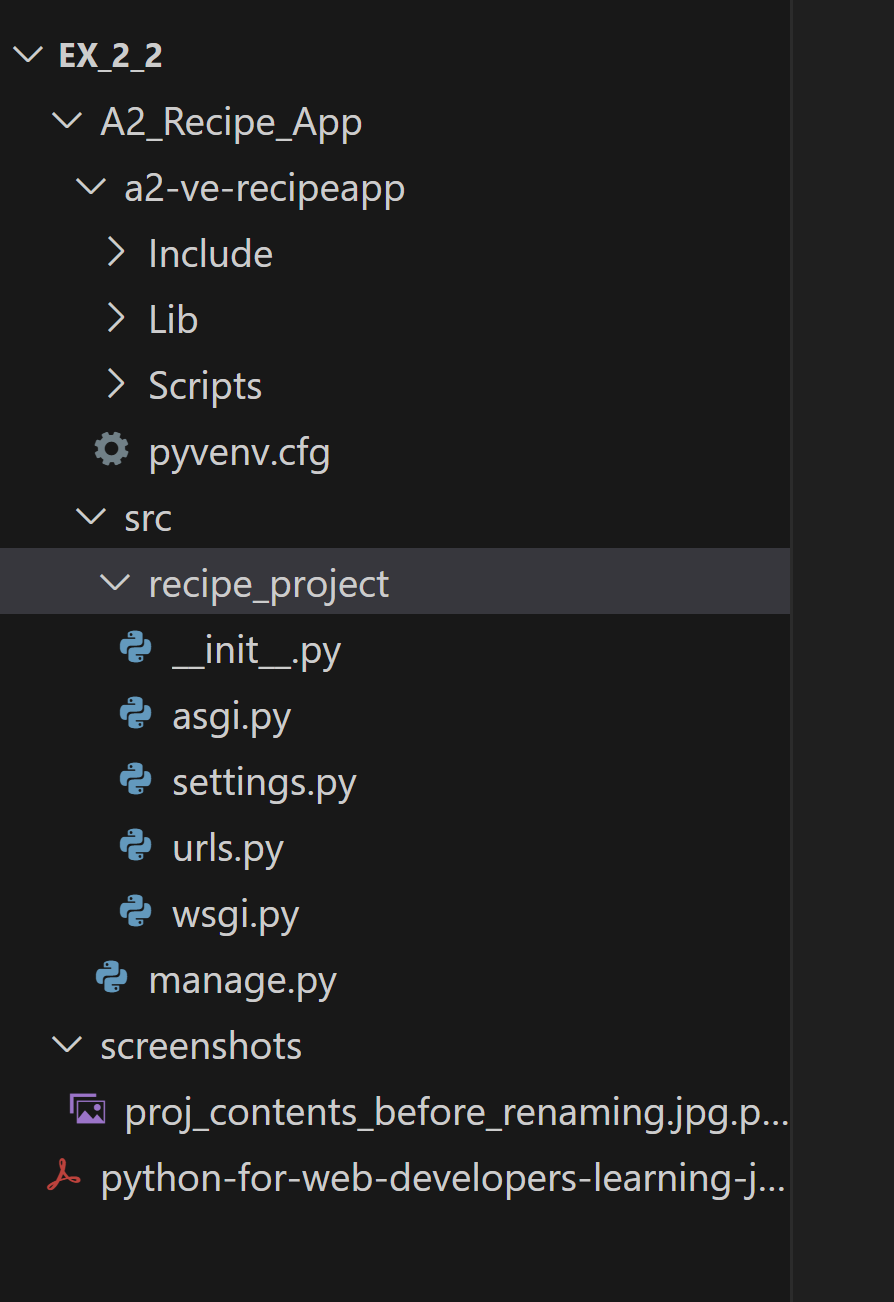 EX_2_2
A2_Recipe_App
a2-ve-recipeapp
Include
Lib
Scripts
pyvenv.cfg
src
recipe_project
__init__.py
asgi.py
settings.py
urls.py
wsgi.py
manage.py
screenshots
proj_contents_before_renaming.jpg.p...
python-for-web-developers-learning-j...